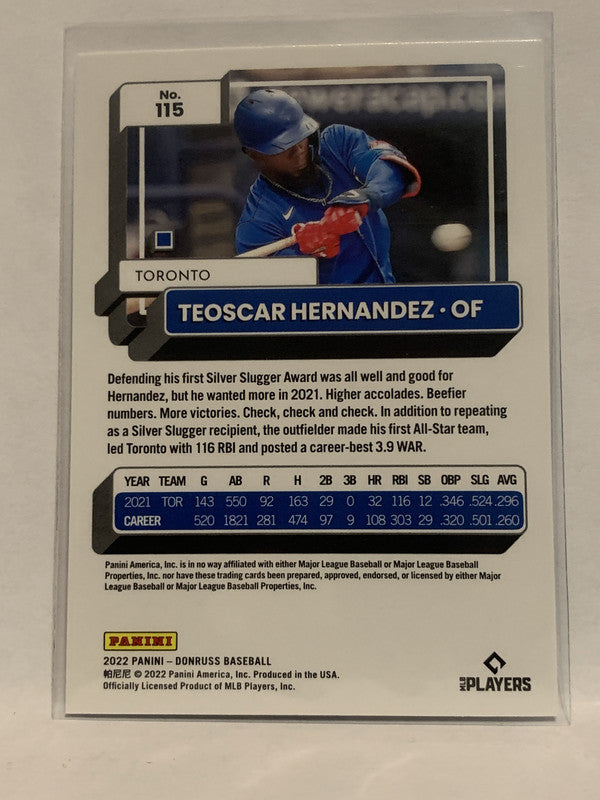 No.
115
weracap.co
TORONTO
TEOSCAR HERNANDEZ · OF
Defending his first Silver Slugger Award was all well and good for
Hernandez, but he wanted more in 2021. Higher accolades. Beefier
numbers. More victories. Check, check and check. In addition to repeating
as a Silver Slugger recipient, the outfielder made his first All-Star team,
led Toronto with 116 RBI and posted a career-best 3.9 WAR.
YEAR TEAM G AB R H 2B 3B HR RBI SB OBP SLG AVG
2021 TOR 143 550 92 163 29 0 32 116 12 .346 .524 .296
CAREER 520 1821 281 474 97 9 108 303 29 .320 .501 .260
Panini America, Inc. is in no way affiliated with either Major League Baseball or Major League Baseball
Properties, Inc. nor have these trading cards been prepared, approved, endorsed, or licensed by either Major
League Baseball or Major League Baseball Properties, Inc.
PANINI
2022 PANINI – DONRUSS BASEBALL
帕尼尼 © 2022 Panini America, Inc. Produced in the USA.
Officially Licensed Product of MLB Players, Inc.
MLB PLAYERS